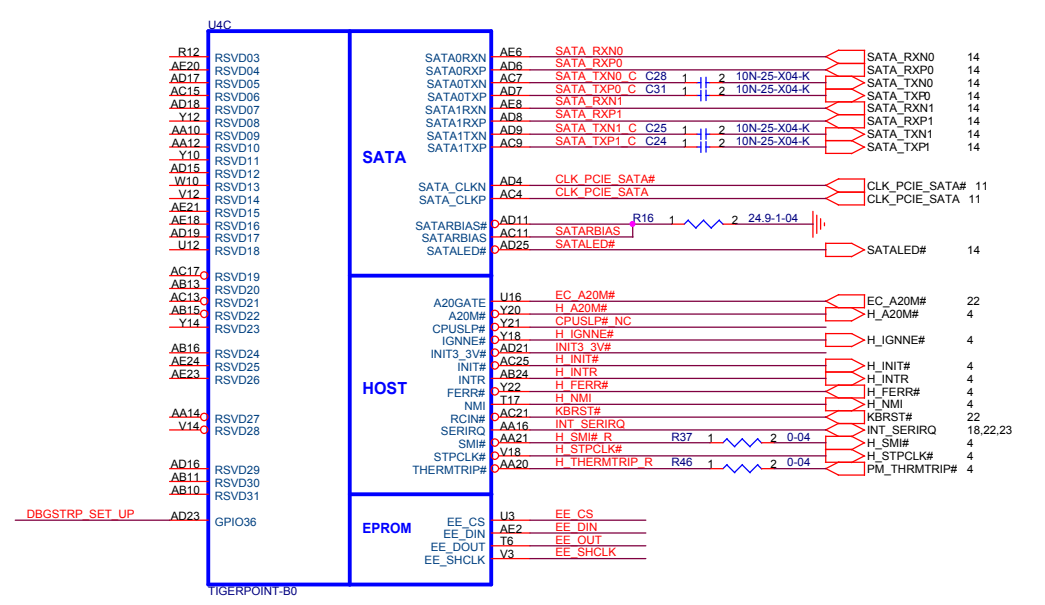 U4C
R12 RSVD03 SATA0RXN AE6 SATA_RXN0 SATA_RXN0 14
AE20 RSVD04 SATA0RXP AD6 SATA_RXP0 SATA_RXP0 14
AD17 RSVD05 SATA0TXN AC7 SATA_TXN0_C C28 1 2 10N-25-X04-K SATA_TXN0 14
AC15 RSVD06 SATA0TXP AD7 SATA_TXP0_C C31 1 2 10N-25-X04-K SATA_TXP0 14
AD18 RSVD07 SATA1RXN AE8 SATA_RXN1 SATA_RXN1 14
Y12 RSVD08 SATA1RXP AD8 SATA_RXP1 SATA_RXP1 14
AA10 RSVD09 SATA1TXN AD9 SATA_TXN1_C C25 1 2 10N-25-X04-K SATA_TXN1 14
AA12 RSVD10 SATA1TXP AC9 SATA_TXP1_C C24 1 2 10N-25-X04-K SATA_TXP1 14
Y10 RSVD11 SATA
AD15 RSVD12
W10 RSVD13 SATA_CLKN AD4 CLK_PCIE_SATA# CLK_PCIE_SATA# 11
V12 RSVD14 SATA_CLKP AC4 CLK_PCIE_SATA CLK_PCIE_SATA 11
AE21 RSVD15
AE18 RSVD16 SATARBIAS# AD11 R16 1 2 24.9-1-04
AD19 RSVD17 SATARBIAS AC11 SATARBIAS
U12 RSVD18 SATALED# AD25 SATALED# SATALED# 14
AC17 RSVD19
AB13 RSVD20
AC13 RSVD21 A20GATE U16 EC_A20M# EC_A20M# 22
AB15 RSVD22 A20M# Y20 H_A20M# H_A20M# 4
Y14 RSVD23 CPUSLP# Y21 CPUSLP#_NC
IGNNE# Y18 H_IGNNE# H_IGNNE# 4
AB16 RSVD24 INIT3_3V# AD21 INIT3_3V#
AE24 RSVD25 INIT# AC25 H_INIT# H_INIT# 4
AE23 RSVD26 INTR AB24 H_INTR H_INTR 4
HOST FERR# Y22 H_FERR# H_FERR# 4
NMI T17 H_NMI H_NMI 4
AA14 RSVD27 RCIN# AC21 KBRST# KBRST# 22
V14 RSVD28 SERIRQ AA16 INT_SERIRQ INT_SERIRQ 18,22,23
SMI# AA21 H_SMI#_R R37 1 2 0-04 H_SMI# 4
STPCLK# V18 H_STPCLK# H_STPCLK# 4
AD16 RSVD29 THERMTRIP# AA20 H_THERMTRIP_R R46 1 2 0-04 PM_THRMTRIP# 4
AB11 RSVD30
AB10 RSVD31
DBGSTRP_SET_UP AD23 GPIO36 EPROM EE_CS U3 EE_CS
EE_DIN AE2 EE_DIN
EE_DOUT T6 EE_OUT
EE_SHCLK V3 EE_SHCLK
TIGERPOINT-B0